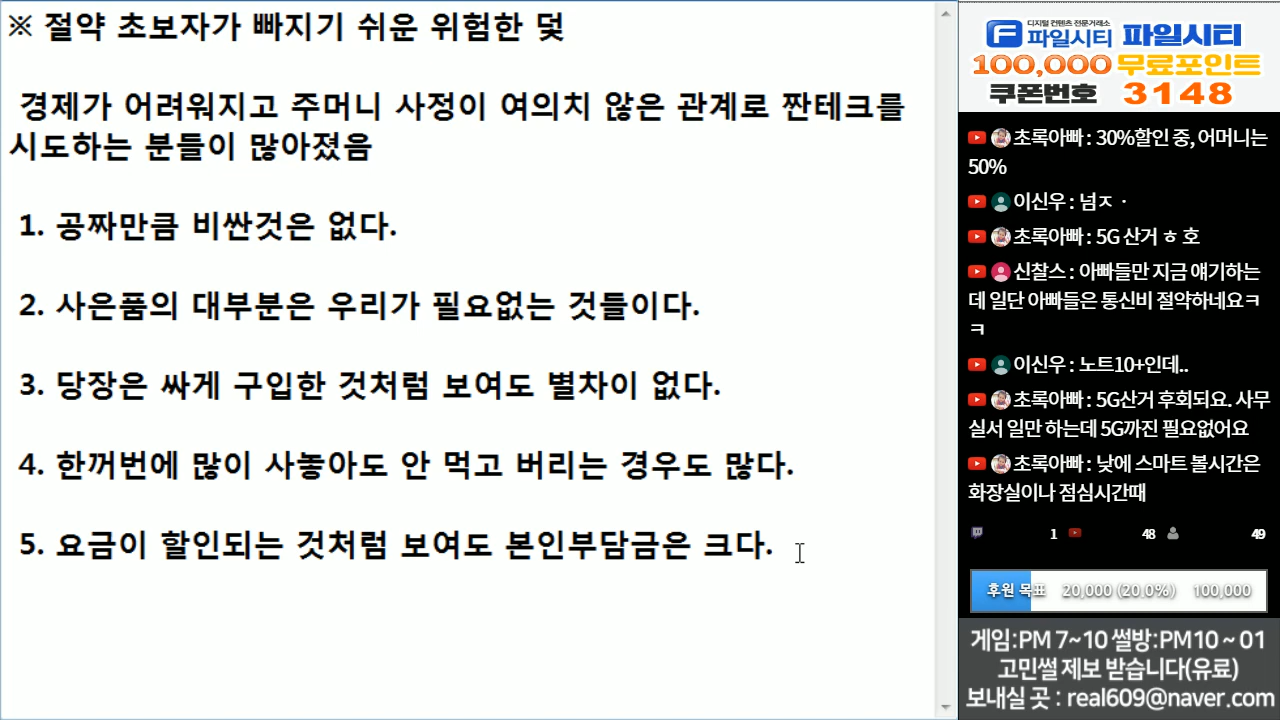 ※ 절약 초보자가 빠지기 쉬운 위험한 덫
경제가 어려워지고 주머니 사정이 여의치 않은 관계로 짠테크를
시도하는 분들이 많아졌음
1. 공짜만큼 비싼것은 없다.
2. 사은품의 대부분은 우리가 필요없는 것들이다.
3. 당장은 싸게 구입한 것처럼 보여도 별차이 없다.
4. 한꺼번에 많이 사놓아도 안 먹고 버리는 경우도 많다.
5. 요금이 할인되는 것처럼 보여도 본인부담금은 크다.
디지털 컨텐츠 전문거래소
파일시티 파일시티
100,000 무료포인트
쿠폰번호 3148
초록아빠 : 30%할인 중, 어머니는
50%
이신우 : 넘ㅈ ·
초록아빠 : 5G 산거 ㅎ 호
신찰스 : 아빠들만 지금 얘기하는
데 일단 아빠들은 통신비 절약하네요ㅋ
ㅋ
이신우 : 노트10+인데..
초록아빠 : 5G산거 후회되요. 사무
실서 일만 하는데 5G까진 필요없어요
초록아빠 : 낮에 스마트 볼시간은
화장실이나 점심시간때
1 48 49
후원 목표 20,000 (20.0%) 100,000
게임:PM 7~10 썰방:PM10 ~ 01
고민썰 제보 받습니다(유료)
보내실 곳 : real609@naver.com